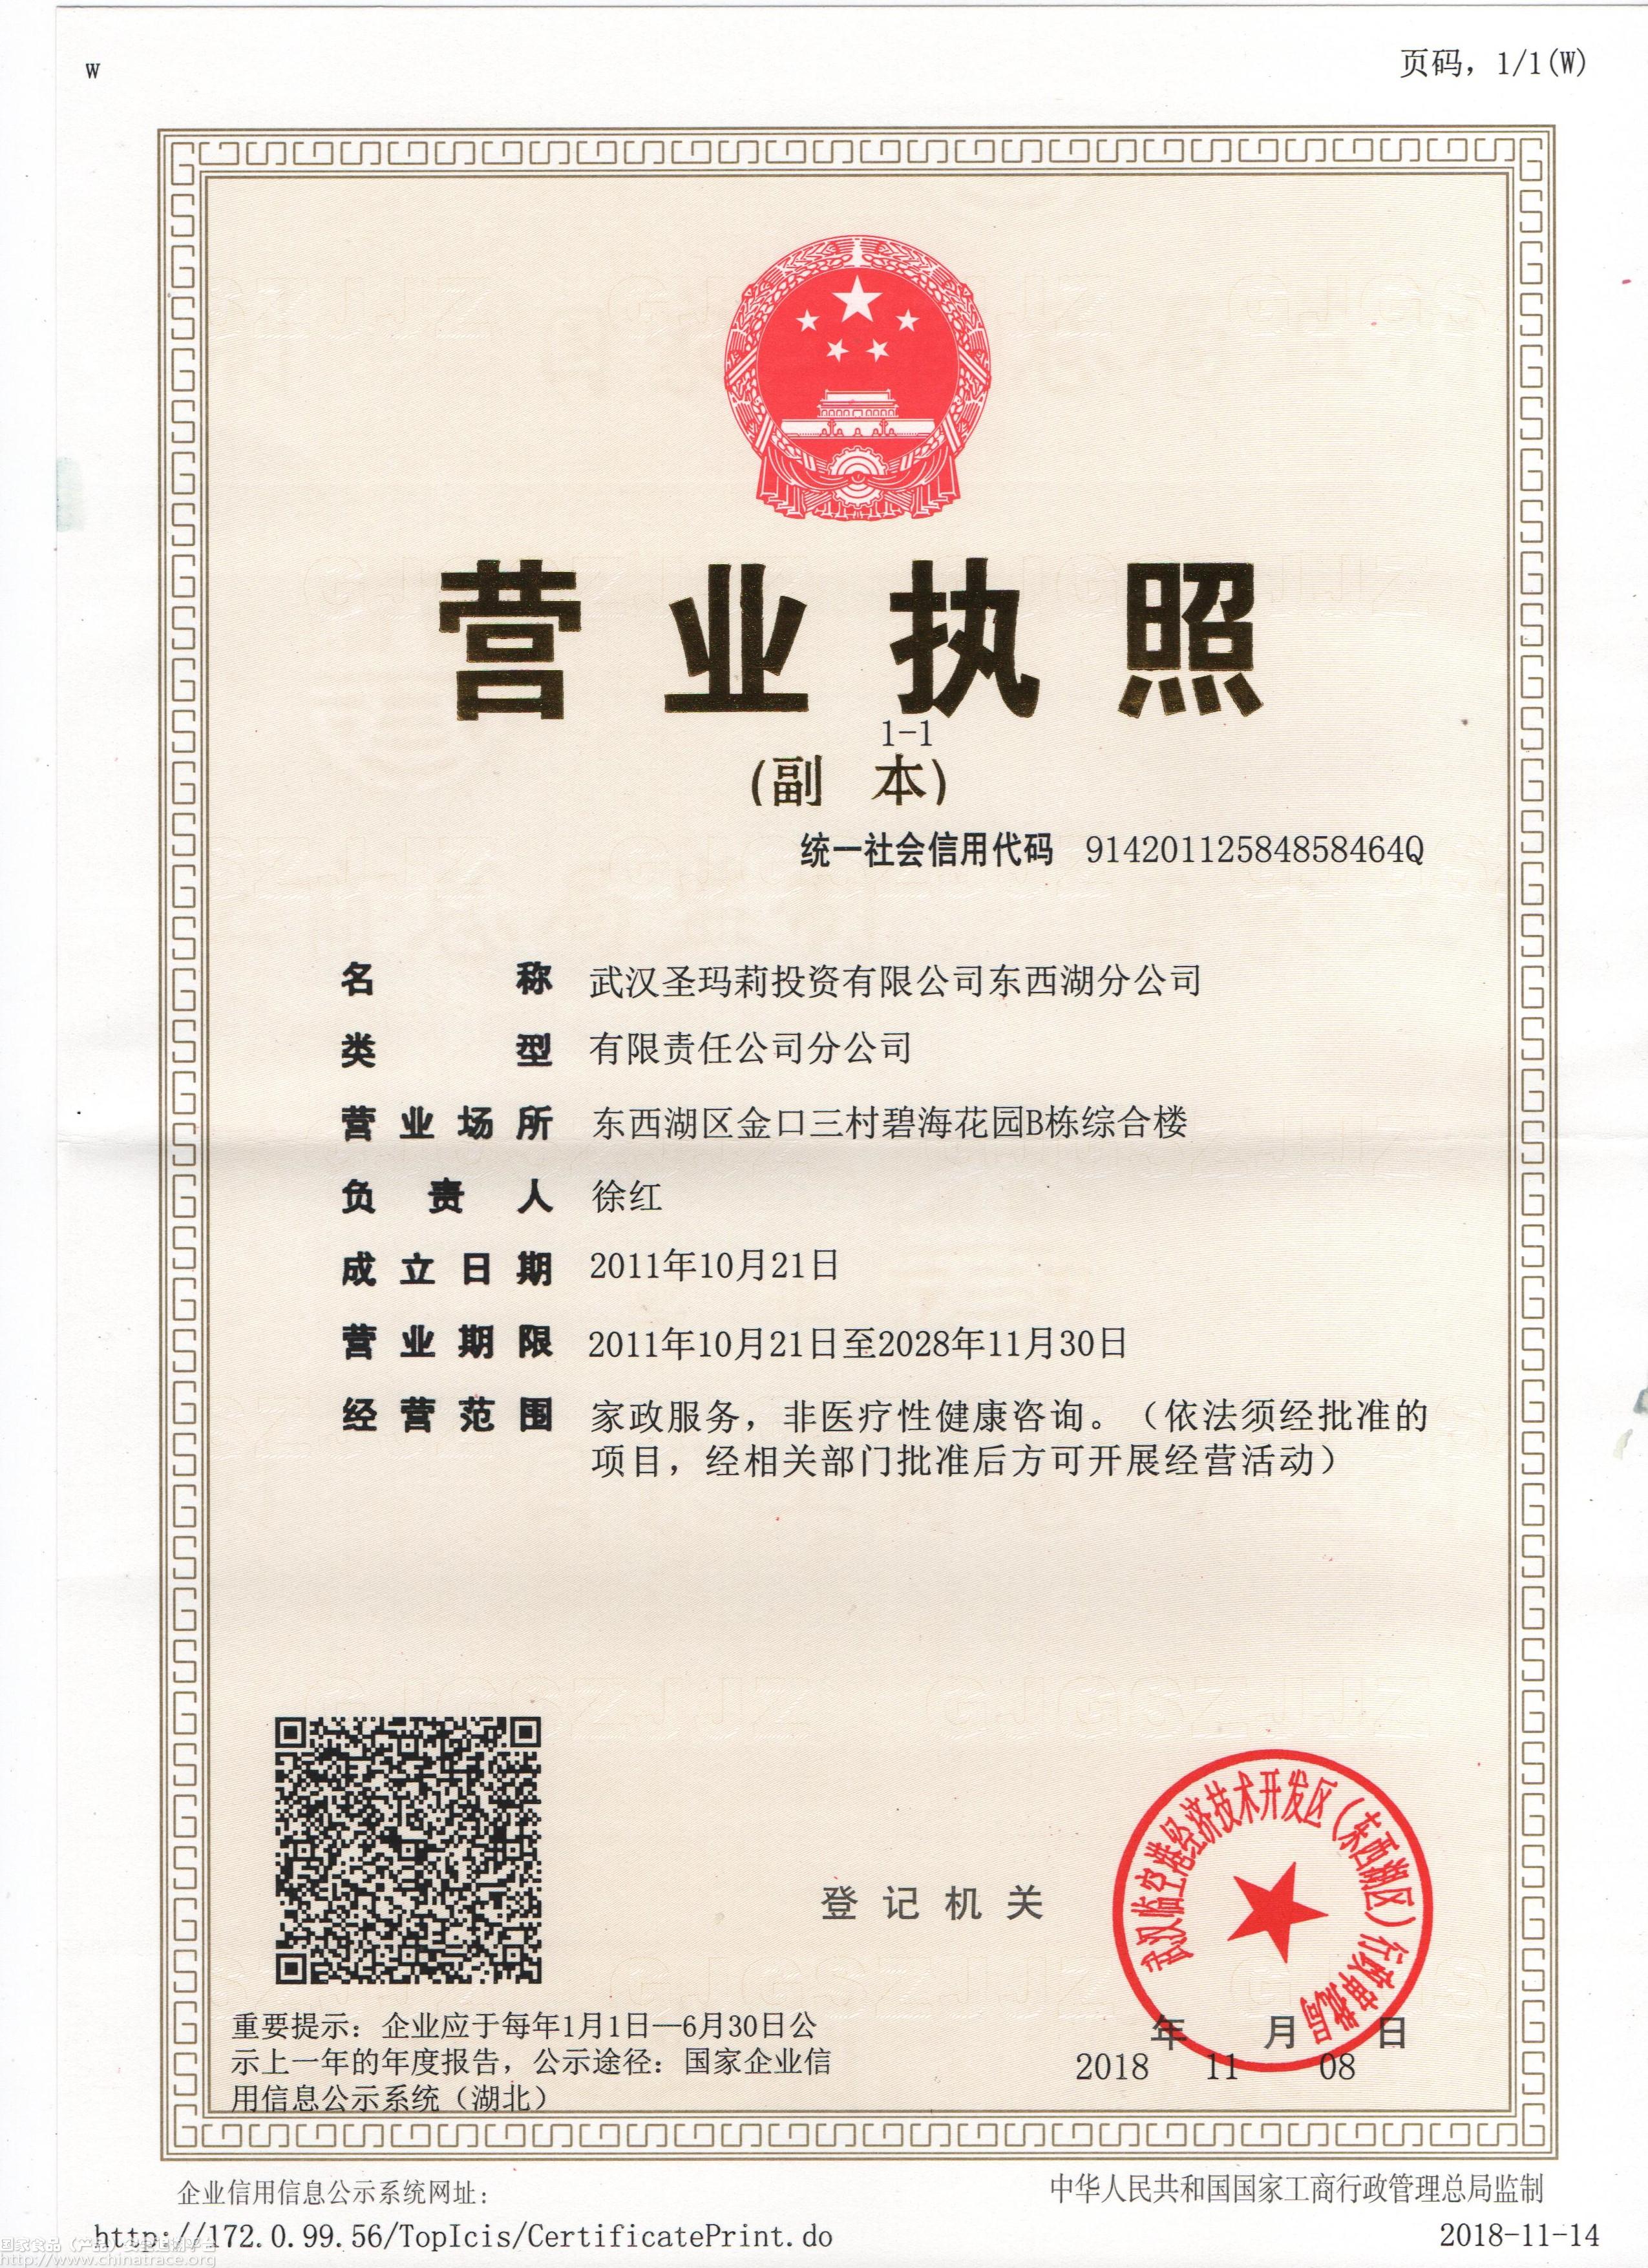 w
页码，1/1(W)
营业执照
1-1
(副 本)
统一社会信用代码 91420112584858464Q
名称 武汉圣玛莉投资有限公司东西湖分公司
类型 有限责任公司分公司
营业场所 东西湖区金口三村碧海花园B栋综合楼
负责人 徐红
成立日期 2011年10月21日
营业期限 2011年10月21日至2028年11月30日
经营范围 家政服务，非医疗性健康咨询。（依法须经批准的
项目，经相关部门批准后方可开展经营活动）
武汉临空港经济技术开发区（东西湖区）行政审批局
登记机关
年 月 日
2018 11 08
重要提示：企业应于每年1月1日—6月30日公
示上一年的年度报告，公示途径：国家企业信
用信息公示系统（湖北）
企业信用信息公示系统网址：
中华人民共和国国家工商行政管理总局监制
http://172.0.99.56/TopIcis/CertificatePrint.do
2018-11-14
国家食品（产品）安全追溯平台
http://www.chinatrace.org